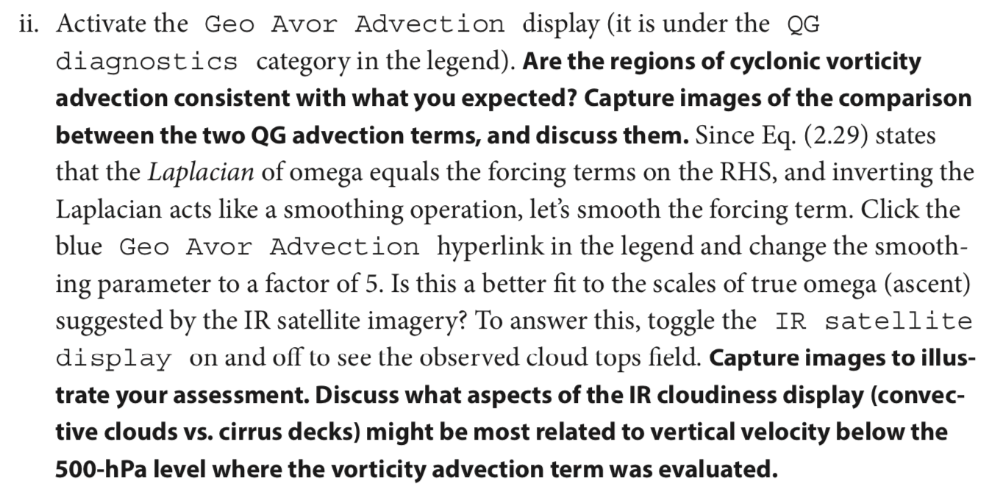 ii. Activate the Geo Avor Advection display (it is under the QG
diagnostics category in the legend). Are the regions of cyclonic vorticity
advection consistent with what you expected? Capture images of the comparison
between the two QG advection terms, and discuss them. Since Eq. (2.29) states
that the Laplacian of omega equals the forcing terms on the RHS, and inverting the
Laplacian acts like a smoothing operation, let’s smooth the forcing term. Click the
blue Geo Avor Advection hyperlink in the legend and change the smooth-
ing parameter to a factor of 5. Is this a better fit to the scales of true omega (ascent)
suggested by the IR satellite imagery? To answer this, toggle the IR satellite
display on and off to see the observed cloud tops field. Capture images to illus-
trate your assessment. Discuss what aspects of the IR cloudiness display (convec-
tive clouds vs. cirrus decks) might be most related to vertical velocity below the
500-hPa level where the vorticity advection term was evaluated.